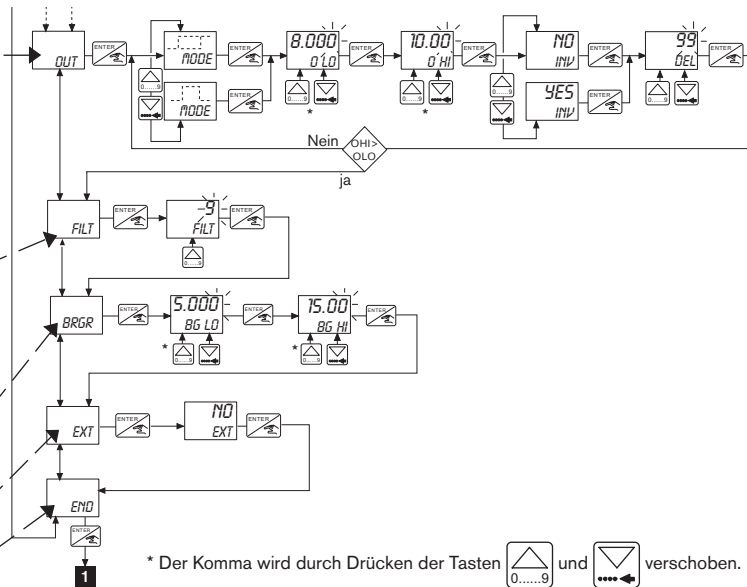 OUT
ENTER
MODE
ENTER
0......9
MODE
ENTER
8.000
O'LO
0......9
*
ENTER
10.00
O'HI
0......9
*
ENTER
NO
INV
ENTER
0......9
YES
INV
ENTER
99
DEL
0......9
ENTER
Nein
OHI>
OLO
ja
FILT
ENTER
-9
FILT
0......9
ENTER
BRGR
ENTER
5.000
BG LO
*
0......9
ENTER
15.00
BG HI
*
0......9
ENTER
EXT
ENTER
NO
EXT
ENTER
END
ENTER
1
* Der Komma wird durch Drücken der Tasten 0......9 und verschoben.